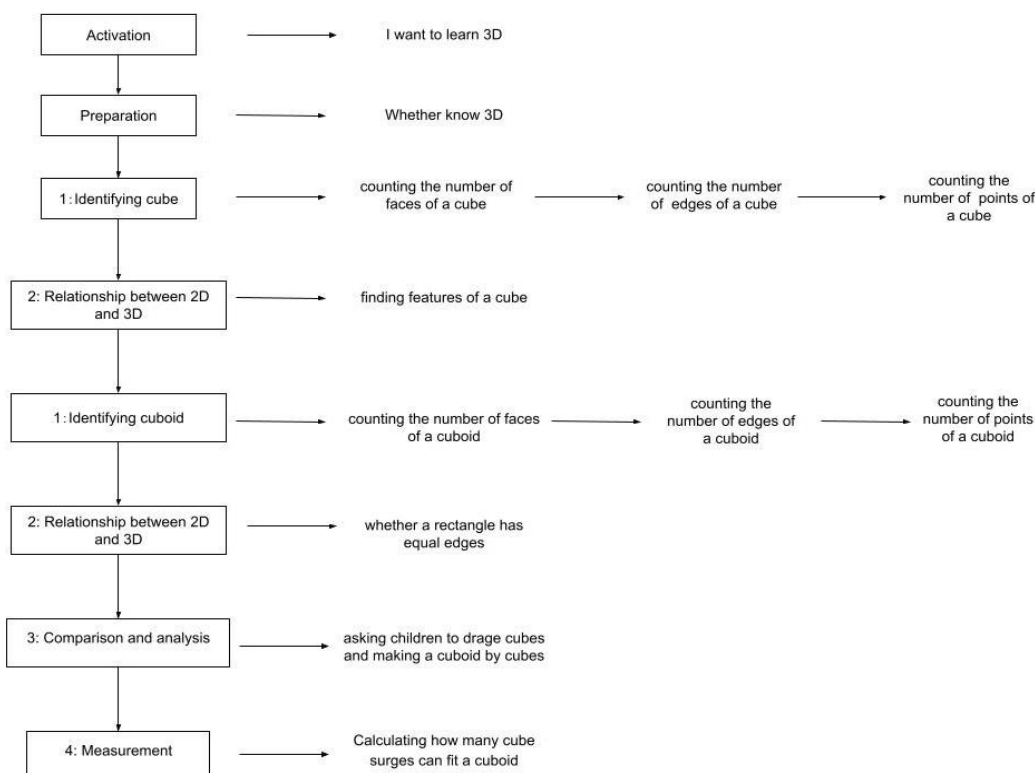 Activation
I want to learn 3D
Preparation
Whether know 3D
1:Identifying cube
counting the number of
faces of a cube
counting the number
of edges of a cube
counting the
number of points of
a cube
2: Relationship between 2D
and 3D
finding features of a cube
1:Identifying cuboid
counting the number of faces
of a cuboid
counting the
number of edges of
a cuboid
counting the
number of points
of a cuboid
2: Relationship between 2D
and 3D
whether a rectangle has
equal edges
3: Comparison and analysis
asking children to drage cubes
and making a cuboid by cubes
4: Measurement
Calculating how many cube
surges can fit a cuboid